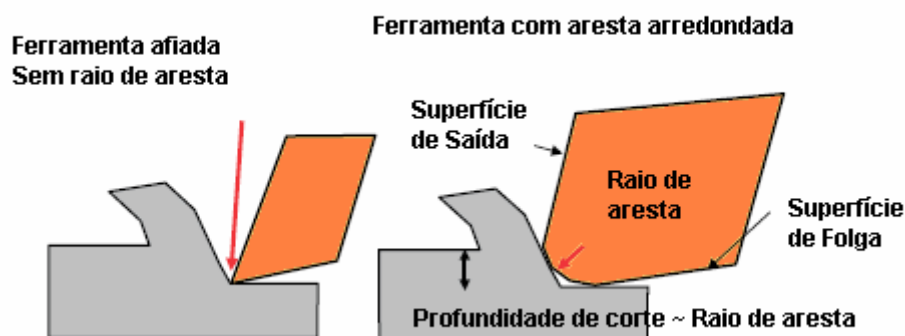 Ferramenta com aresta arredondada
Ferramenta afiada
Sem raio de aresta
Superfície
de Saída
Raio de
aresta
Superfície
de Folga
Profundidade de corte ~ Raio de aresta